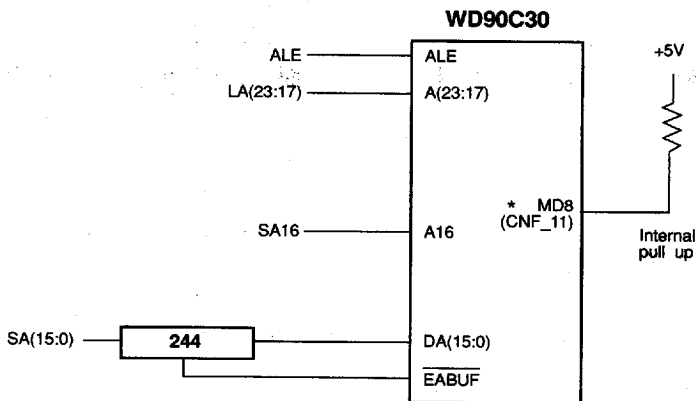 WD90C30
ALE ALE +5V
LA(23:17) A(23:17)
* MD8
(CNF_11)
SA16 A16
Internal
pull up
SA(15:0) 244 DA(15:0)
EABUF